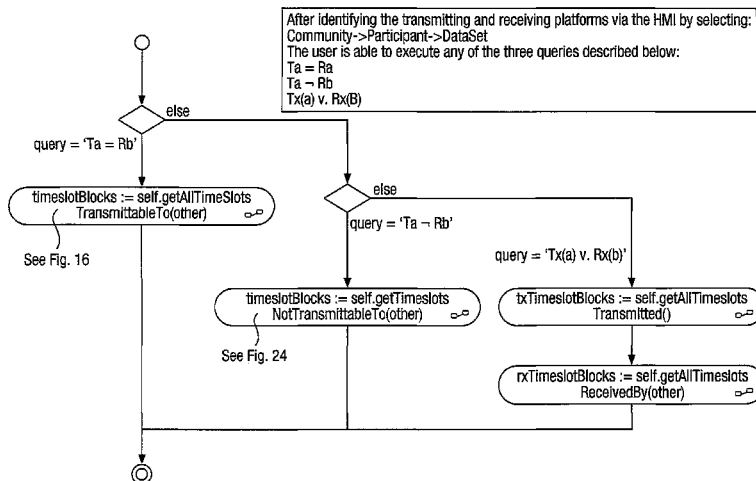 After identifying the transmitting and receiving platforms via the HMI by selecting:
Community->Participant->DataSet
The user is able to execute any of the three queries described below:
Ta = Ra
Ta ¬ Rb
Tx(a) v. Rx(B)
else
query = 'Ta = Rb'
timeslotBlocks := self.getAllTimeSlots
TransmittableTo(other)
See Fig. 16
else
query = 'Ta ¬ Rb'
query = 'Tx(a) v. Rx(b)'
timeslotBlocks := self.getTimeslots
NotTransmittableTo(other)
See Fig. 24
txTimeslotBlocks := self.getAllTimeslots
Transmitted()
rxTimeslotBlocks := self.getAllTimeslots
ReceivedBy(other)